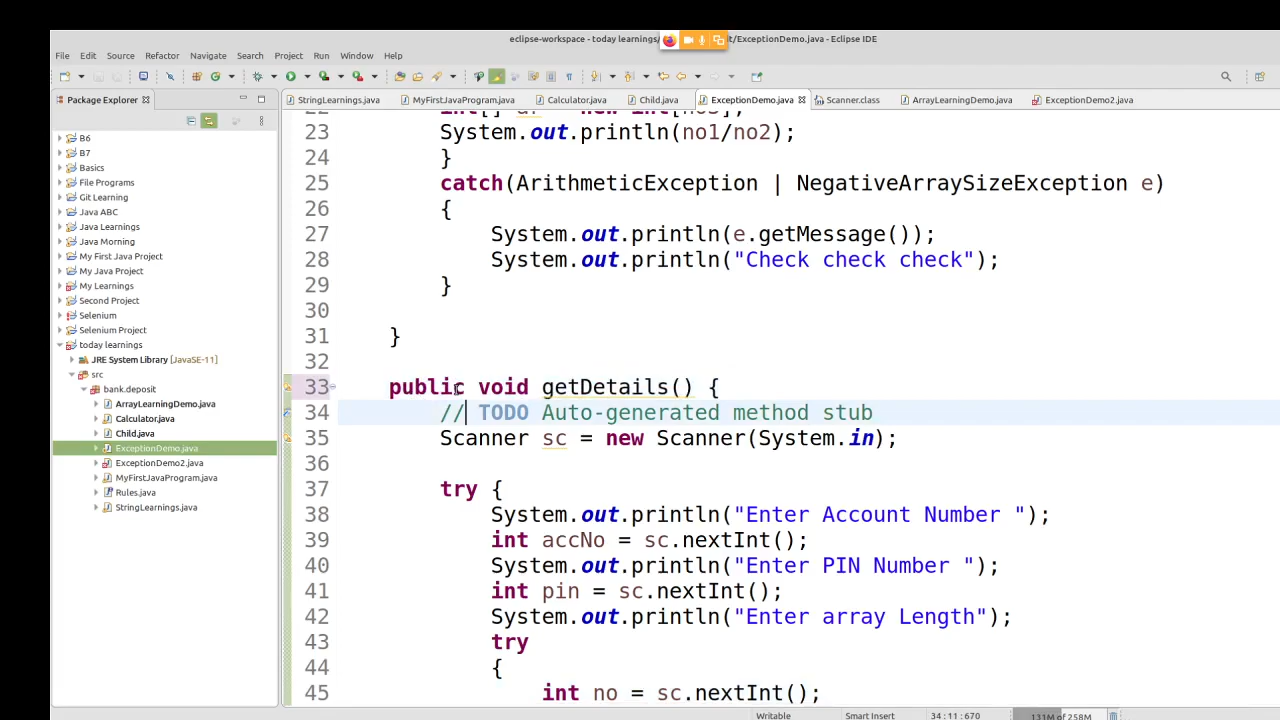 eclipse-workspace - today learnings/ t/ExceptionDemo.java - Eclipse IDE
File Edit Source Refactor Navigate Search Project Run Window Help
Package Explorer
StringLearnings.java MyFirstJavaProgram.java Calculator.java Child.java ExceptionDemo.java Scanner.class ArrayLearningDemo.java ExceptionDemo2.java
B6
B7
Basics
File Programs
Git Learning
Java ABC
Java Learnings
Java Morning
My First Java Project
My Java Project
My Learnings
Second Project
Selenium
Selenium Project
today learnings
JRE System Library [JavaSE-11]
src
bank.deposit
ArrayLearningDemo.java
Calculator.java
Child.java
ExceptionDemo.java
ExceptionDemo2.java
MyFirstJavaProgram.java
Rules.java
StringLearnings.java
23 System.out.println(no1/no2);
24 }
25 catch(ArithmeticException | NegativeArraySizeException e)
26 {
27 System.out.println(e.getMessage());
28 System.out.println("Check check check");
29 }
30
31 }
32
33 public void getDetails() {
34 // TODO Auto-generated method stub
35 Scanner sc = new Scanner(System.in);
36
37 try {
38 System.out.println("Enter Account Number ");
39 int accNo = sc.nextInt();
40 System.out.println("Enter PIN Number ");
41 int pin = sc.nextInt();
42 System.out.println("Enter array Length");
43 try
44 {
45 int no = sc.nextInt();
Writable Smart Insert 34 : 11 : 670 131M of 258M